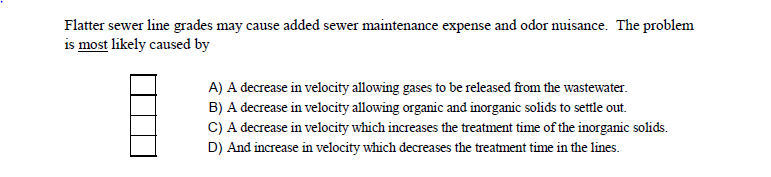 Flatter sewer line grades may cause added sewer maintenance expense and odor nuisance. The problem
is most likely caused by
A) A decrease in velocity allowing gases to be released from the wastewater.
B) A decrease in velocity allowing organic and inorganic solids to settle out.
C) A decrease in velocity which increases the treatment time of the inorganic solids.
D) And increase in velocity which decreases the treatment time in the lines.